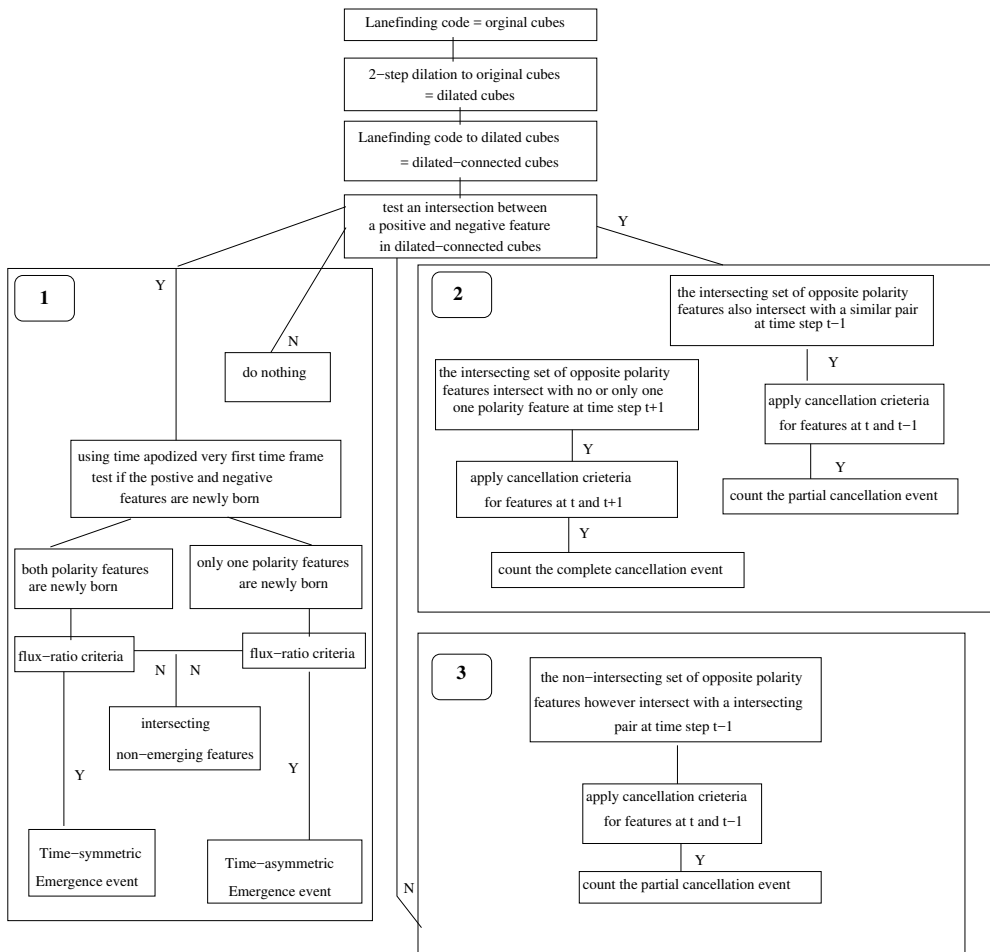 Lanefinding code = orginal cubes
2−step dilation to original cubes
= dilated cubes
Lanefinding code to dilated cubes
= dilated−connected cubes
test an intersection between
a positive and negative feature
in dilated−connected cubes
Y
Y
N
N
1
do nothing
using time apodized very first time frame
test if the postive and negative
features are newly born
both polarity features
are newly born
only one polarity features
are newly born
flux−ratio criteria
flux−ratio criteria
N
N
intersecting
non−emerging features
Y
Y
Time−symmetric
Emergence event
Time−asymmetric
Emergence event
2
the intersecting set of opposite polarity
features also intersect with a similar pair
at time step t−1
Y
apply cancellation crieteria
for features at t and t−1
Y
count the partial cancellation event
the intersecting set of opposite polarity
features intersect with no or only one
one polarity feature at time step t+1
Y
apply cancellation crieteria
for features at t and t+1
Y
count the complete cancellation event
3
the non−intersecting set of opposite polarity
features however intersect with a intersecting
pair at time step t−1
apply cancellation crieteria
for features at t and t−1
Y
count the partial cancellation event